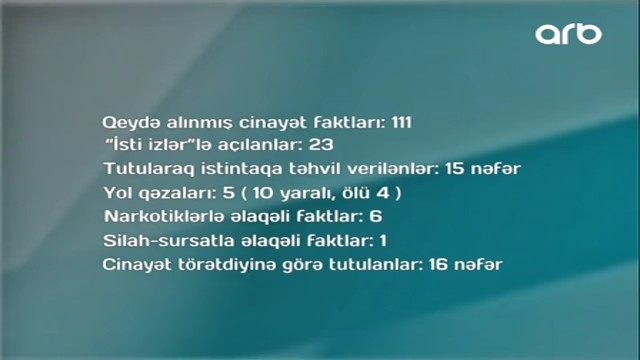 arb
Qeydə alınmış cinayət faktları: 111
“İsti izlər”lə açılanlar: 23
Tutularaq istintaqa təhvil verilənlər: 15 nəfər
Yol qəzaları: 5 ( 10 yaralı, ölü 4 )
Narkotiklərlə əlaqəli faktlar: 6
Silah-sursatla əlaqəli faktlar: 1
Cinayət törətdiyinə görə tutulanlar: 16 nəfər